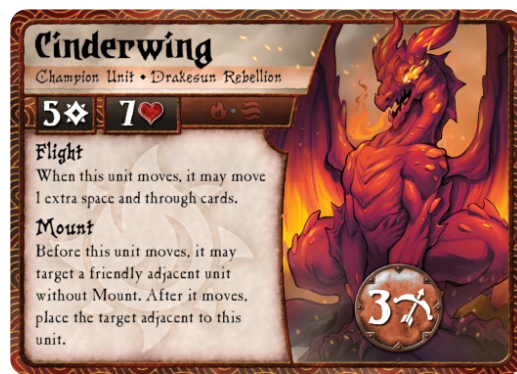 Cinderwing
Champion Unit • Drakesun Rebellion
5 7
Flight
When this unit moves, it may move
1 extra space and through cards.
Mount
Before this unit moves, it may
target a friendly adjacent unit
without Mount. After it moves,
place the target adjacent to this
unit.
3